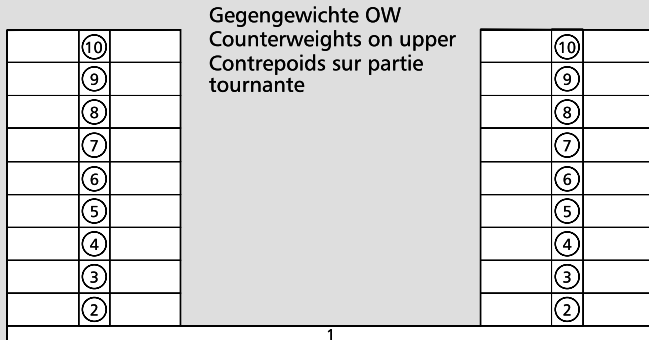 Gegengewichte OW
Counterweights on upper
Contrepoids sur partie
tournante
10 10
9 9
8 8
7 7
6 6
5 5
4 4
3 3
2 2
1